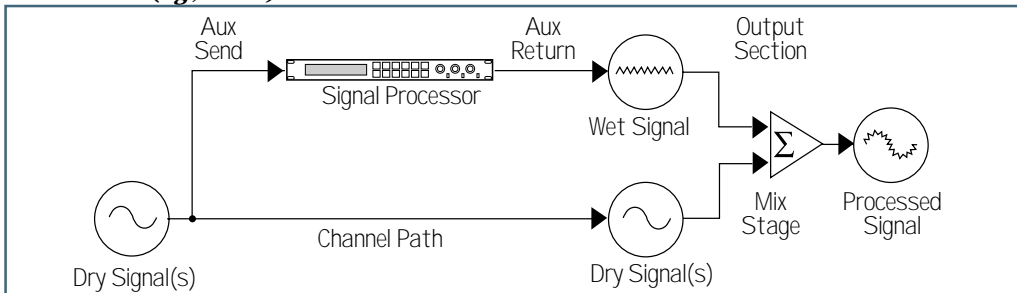 Aux
Send
Aux
Return
Output
Section
Signal Processor
Wet Signal
Σ
Mix
Stage
Processed
Signal
Channel Path
Dry Signal(s)
Dry Signal(s)